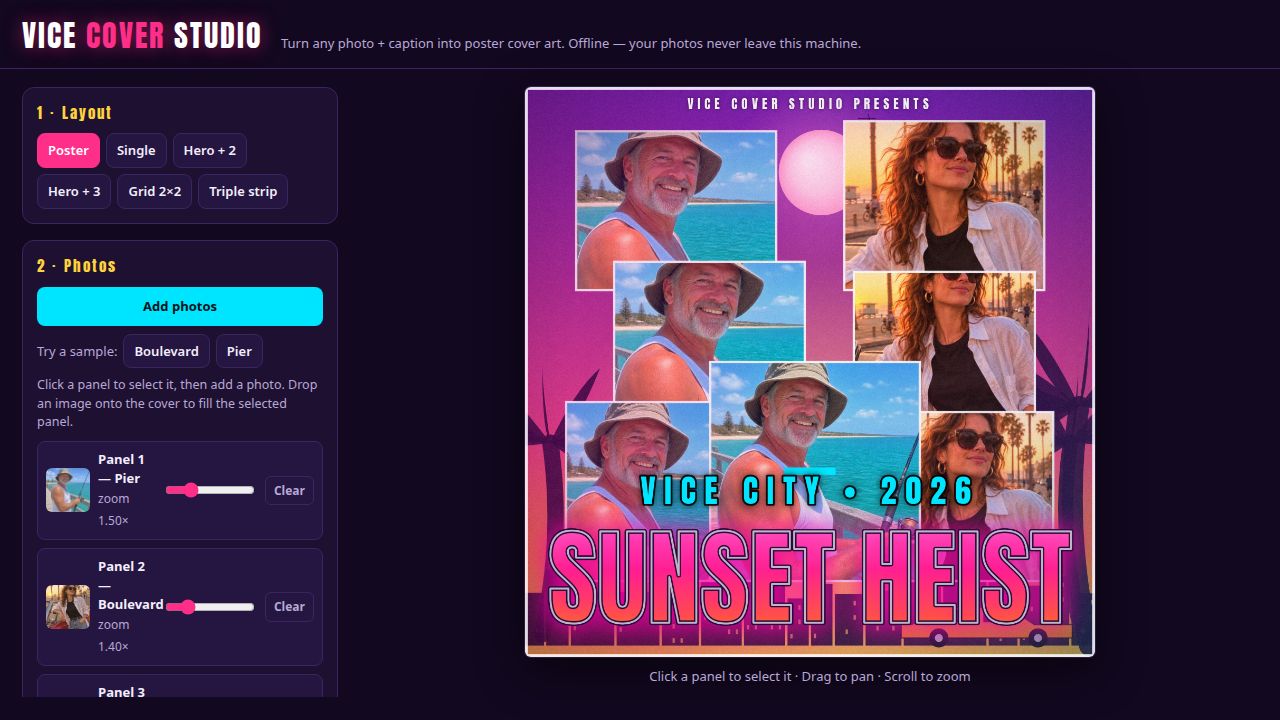 VICE COVER STUDIO
Turn any photo + caption into poster cover art. Offline — your photos never leave this machine.
1 · Layout
Poster
Single
Hero + 2
Hero + 3
Grid 2×2
Triple strip
2 · Photos
Add photos
Try a sample:
Boulevard
Pier
Click a panel to select it, then add a photo. Drop
an image onto the cover to fill the selected
panel.
Panel 1
— Pier
zoom
1.50×
Clear
Panel 2
—
Boulevard
zoom
1.40×
Clear
Panel 3
VICE COVER STUDIO PRESENTS
VICE CITY • 2026
SUNSET HEIST
Click a panel to select it · Drag to pan · Scroll to zoom